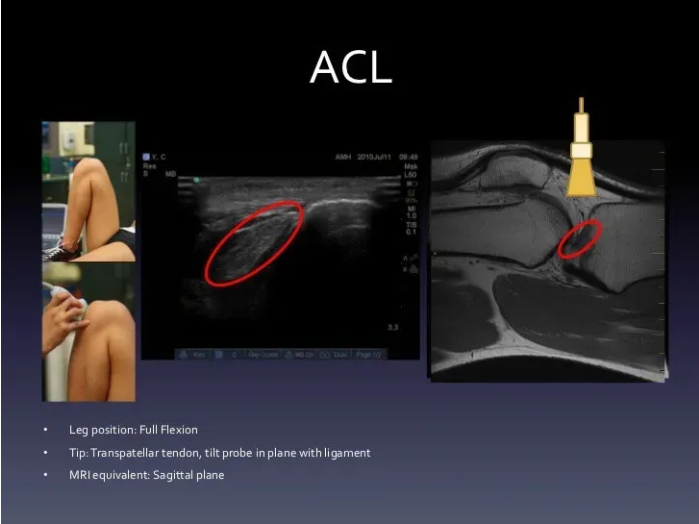 ACL
Y, C
AMH 2010Jul11 09:49
Res
S
MB
Msk
L50
MI
1.0
TIS
0.1
3.3
Page 1/2
• Leg position: Full Flexion
• Tip: Transpatellar tendon, tilt probe in plane with ligament
• MRI equivalent: Sagittal plane